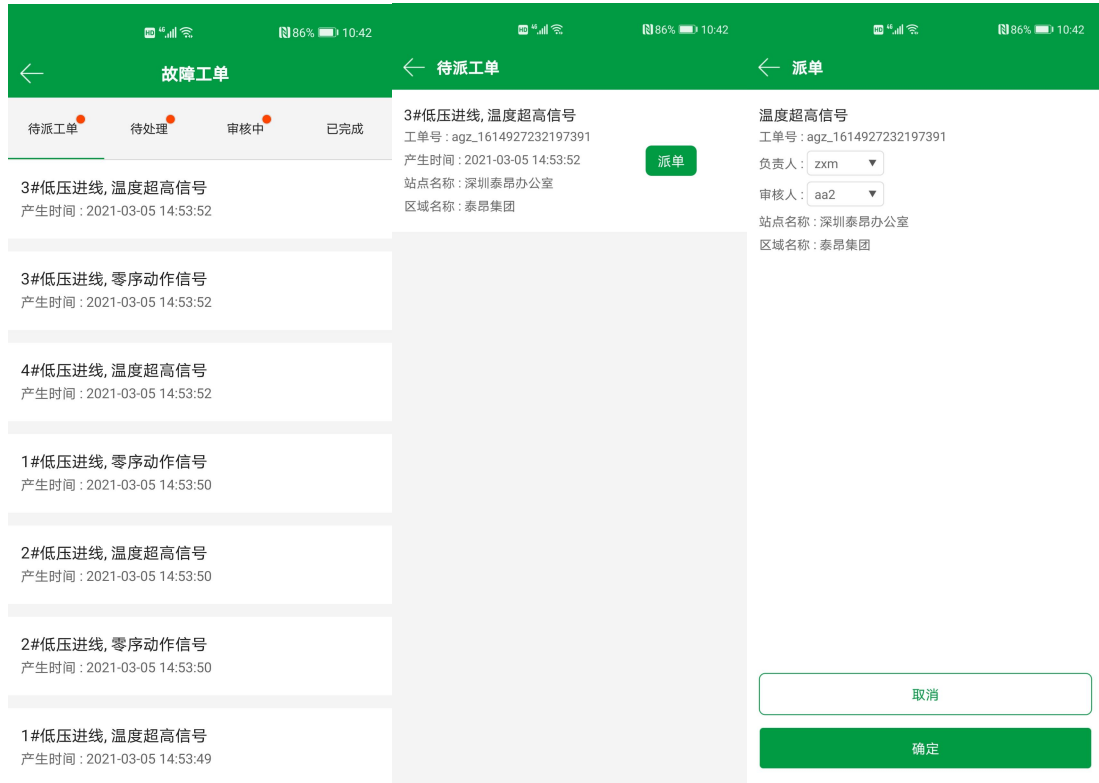 HD 46 86% 10:42
故障工单
待派工单 待处理 审核中 已完成
3#低压进线, 温度超高信号
产生时间 : 2021-03-05 14:53:52
3#低压进线, 零序动作信号
产生时间 : 2021-03-05 14:53:52
4#低压进线, 温度超高信号
产生时间 : 2021-03-05 14:53:52
1#低压进线, 零序动作信号
产生时间 : 2021-03-05 14:53:50
2#低压进线, 温度超高信号
产生时间 : 2021-03-05 14:53:50
2#低压进线, 零序动作信号
产生时间 : 2021-03-05 14:53:50
1#低压进线, 温度超高信号
产生时间 : 2021-03-05 14:53:49
HD 46 86% 10:42
待派工单
3#低压进线, 温度超高信号
工单号 : agz_1614927232197391
产生时间 : 2021-03-05 14:53:52
派单
站点名称 : 深圳泰昂办公室
区域名称 : 泰昂集团
HD 46 86% 10:42
派单
温度超高信号
工单号 : agz_1614927232197391
负责人 : zxm
审核人 : aa2
站点名称 : 深圳泰昂办公室
区域名称 : 泰昂集团
取消
确定